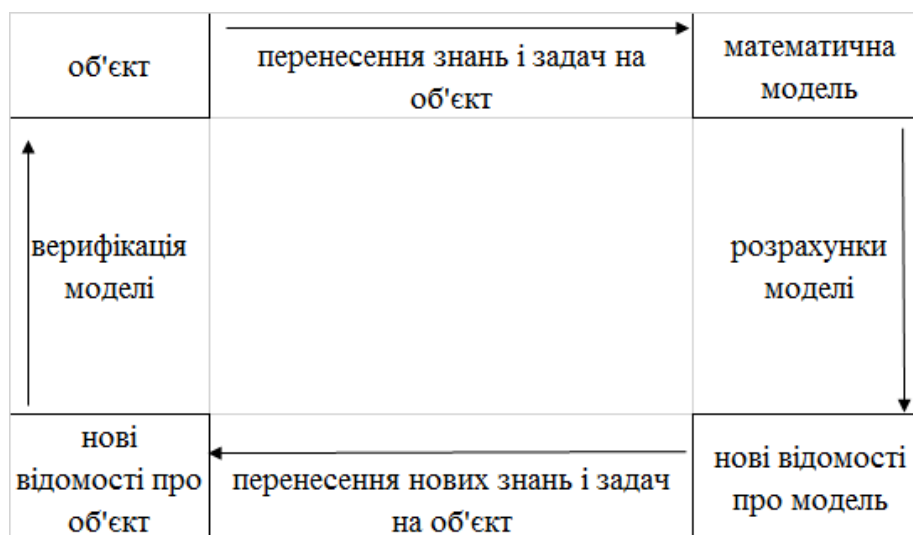 об'єкт
перенесення знань і задач на
об'єкт
математична
модель
верифікація
моделі
розрахунки
моделі
нові
відомості про
об'єкт
перенесення нових знань і задач
на об'єкт
нові відомості
про модель